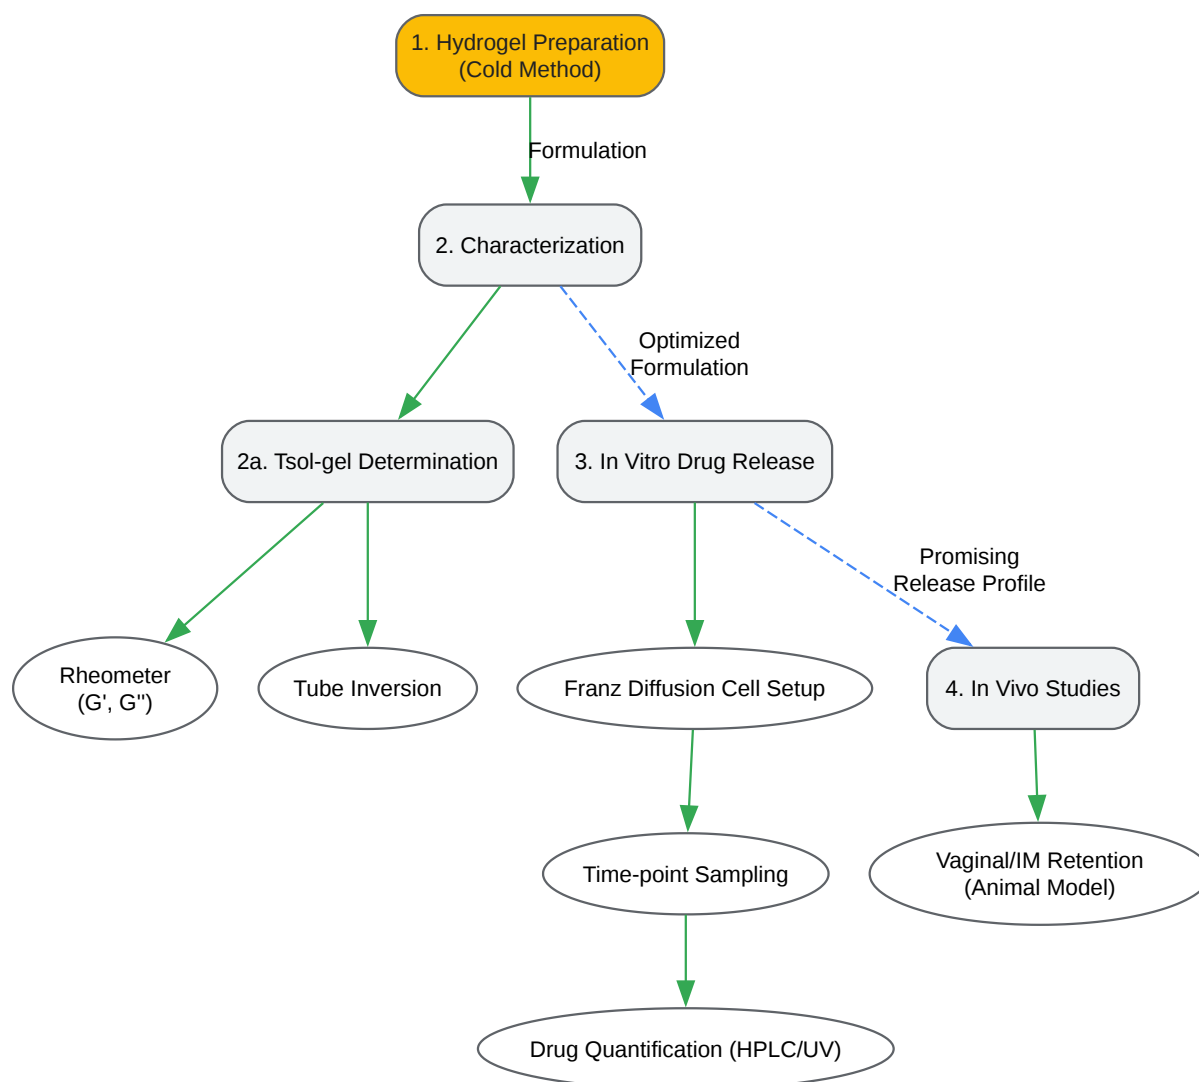 1. Hydrogel Preparation
(Cold Method)
Formulation
2. Characterization
Optimized
Formulation
2a. Tsol-gel Determination
3. In Vitro Drug Release
Promising
Release Profile
Rheometer
(G', G'')
Tube Inversion
Franz Diffusion Cell Setup
4. In Vivo Studies
Time-point Sampling
Vaginal/IM Retention
(Animal Model)
Drug Quantification (HPLC/UV)